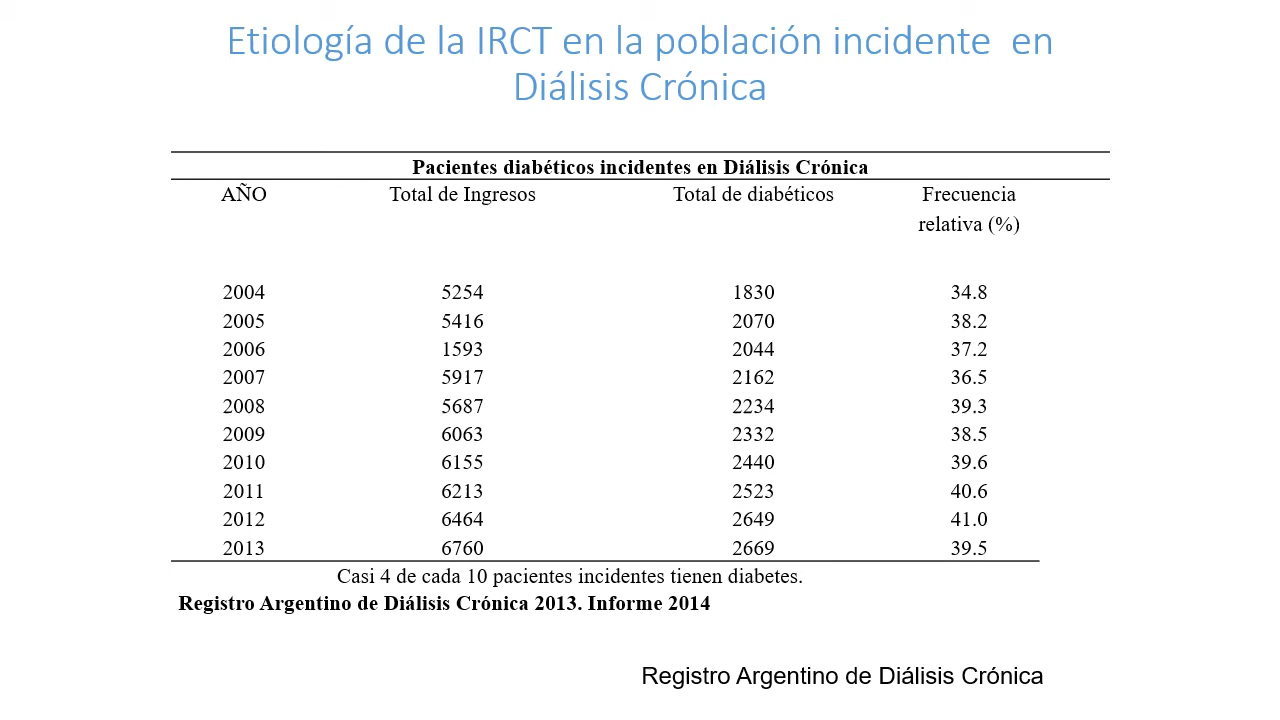 Etiología de la IRCT en la población incidente en
Diálisis Crónica
Pacientes diabéticos incidentes en Diálisis Crónica
AÑO Total de Ingresos Total de diabéticos Frecuencia
relativa (%)
2004 5254 1830 34.8
2005 5416 2070 38.2
2006 1593 2044 37.2
2007 5917 2162 36.5
2008 5687 2234 39.3
2009 6063 2332 38.5
2010 6155 2440 39.6
2011 6213 2523 40.6
2012 6464 2649 41.0
2013 6760 2669 39.5
Casi 4 de cada 10 pacientes incidentes tienen diabetes.
Registro Argentino de Diálisis Crónica 2013. Informe 2014
Registro Argentino de Diálisis Crónica